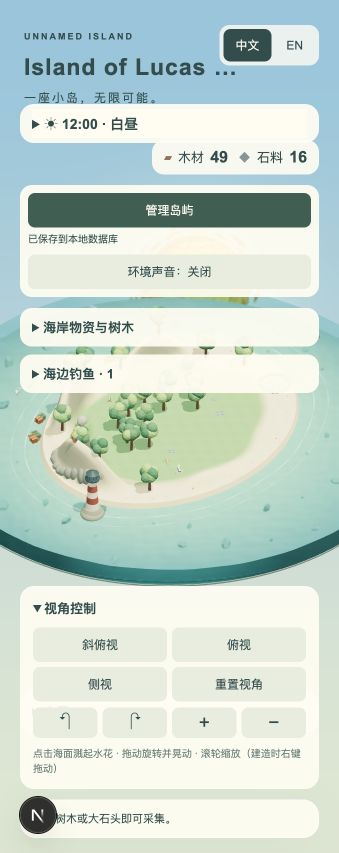 UNNAMED ISLAND
中文 EN
Island of Lucas ...
一座小岛，无限可能。
▶ ☀ 12:00 · 白昼
木材 49 石料 16
管理岛屿
已保存到本地数据库
环境声音：关闭
▶ 海岸物资与树木
▶ 海边钓鱼 · 1
▼ 视角控制
斜俯视 俯视
侧视 重置视角
+ −
点击海面溅起水花 · 拖动旋转并晃动 · 滚轮缩放（建造时右键
拖动）
N 树木或大石头即可采集。